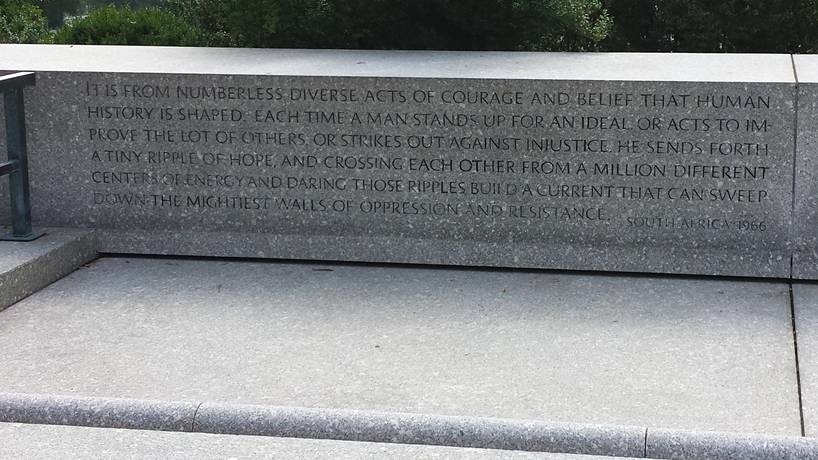 IT IS FROM NUMBERLESS DIVERSE ACTS OF COURAGE AND BELIEF THAT HUMAN
HISTORY IS SHAPED. EACH TIME A MAN STANDS UP FOR AN IDEAL, OR ACTS TO IM-
PROVE THE LOT OF OTHERS, OR STRIKES OUT AGAINST INJUSTICE, HE SENDS FORTH
A TINY RIPPLE OF HOPE, AND CROSSING EACH OTHER FROM A MILLION DIFFERENT
CENTERS OF ENERGY AND DARING THOSE RIPPLES BUILD A CURRENT THAT CAN SWEEP
DOWN THE MIGHTIEST WALLS OF OPPRESSION AND RESISTANCE.
SOUTH AFRICA, 1966